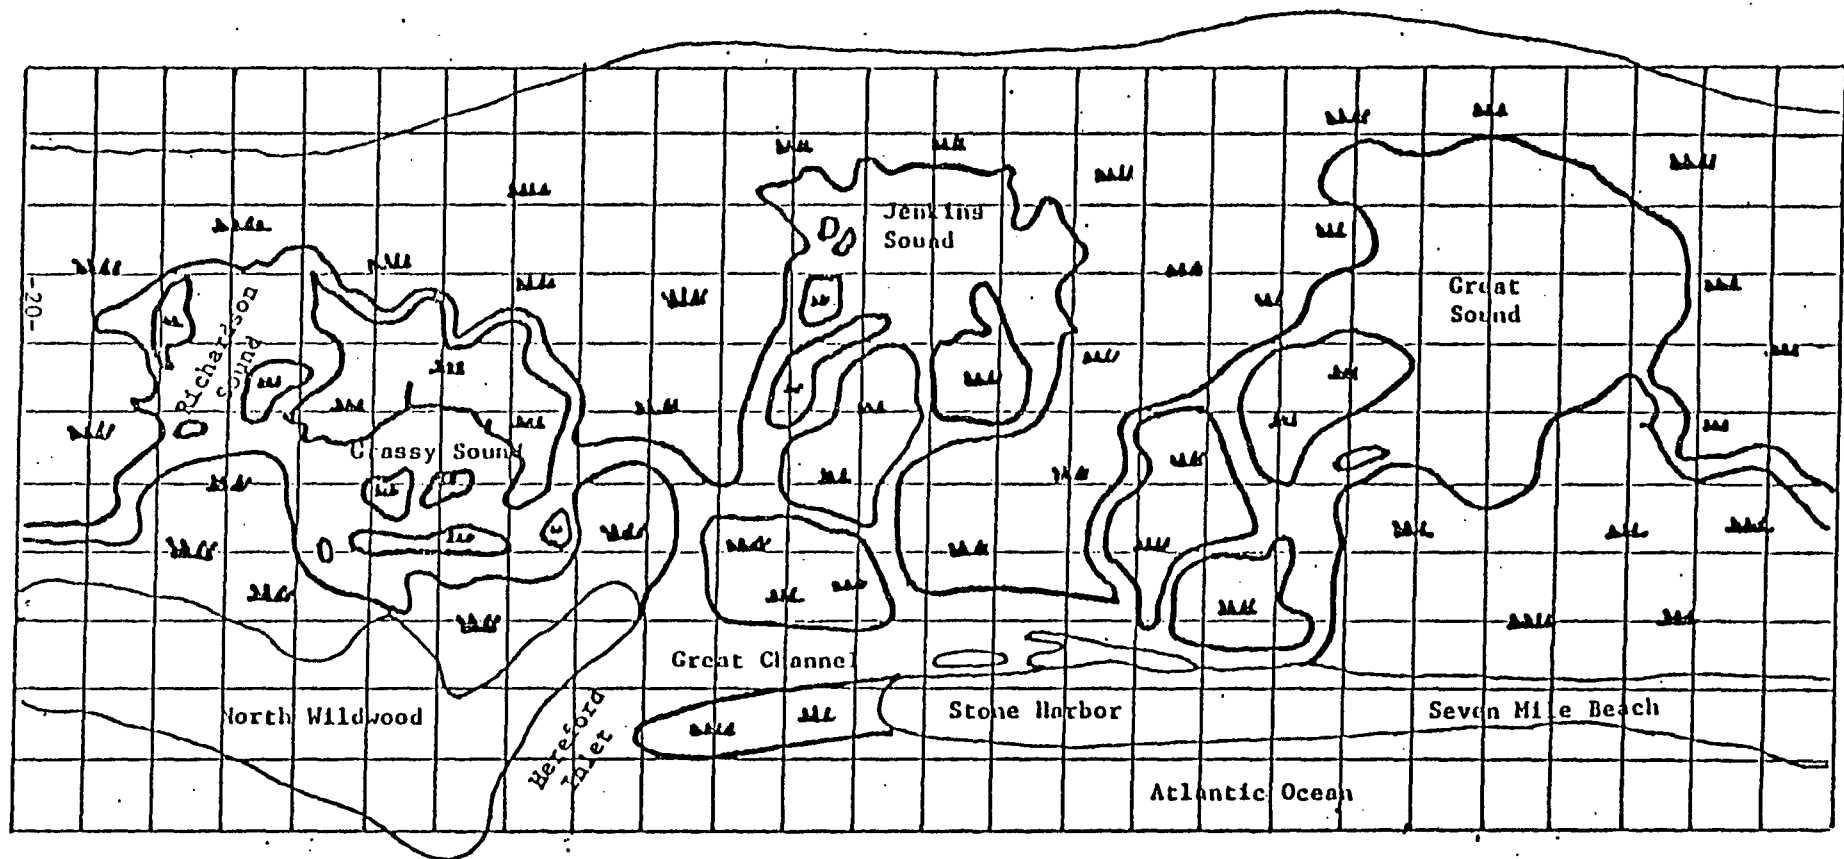 Jenkins
Sound
-20-
Great
Sound
Richardson
Sound
Grassy Sound
Great Channel
North Wildwood
Hereford
Inlet
Stone Harbor
Seven Mile Beach
Atlantic Ocean